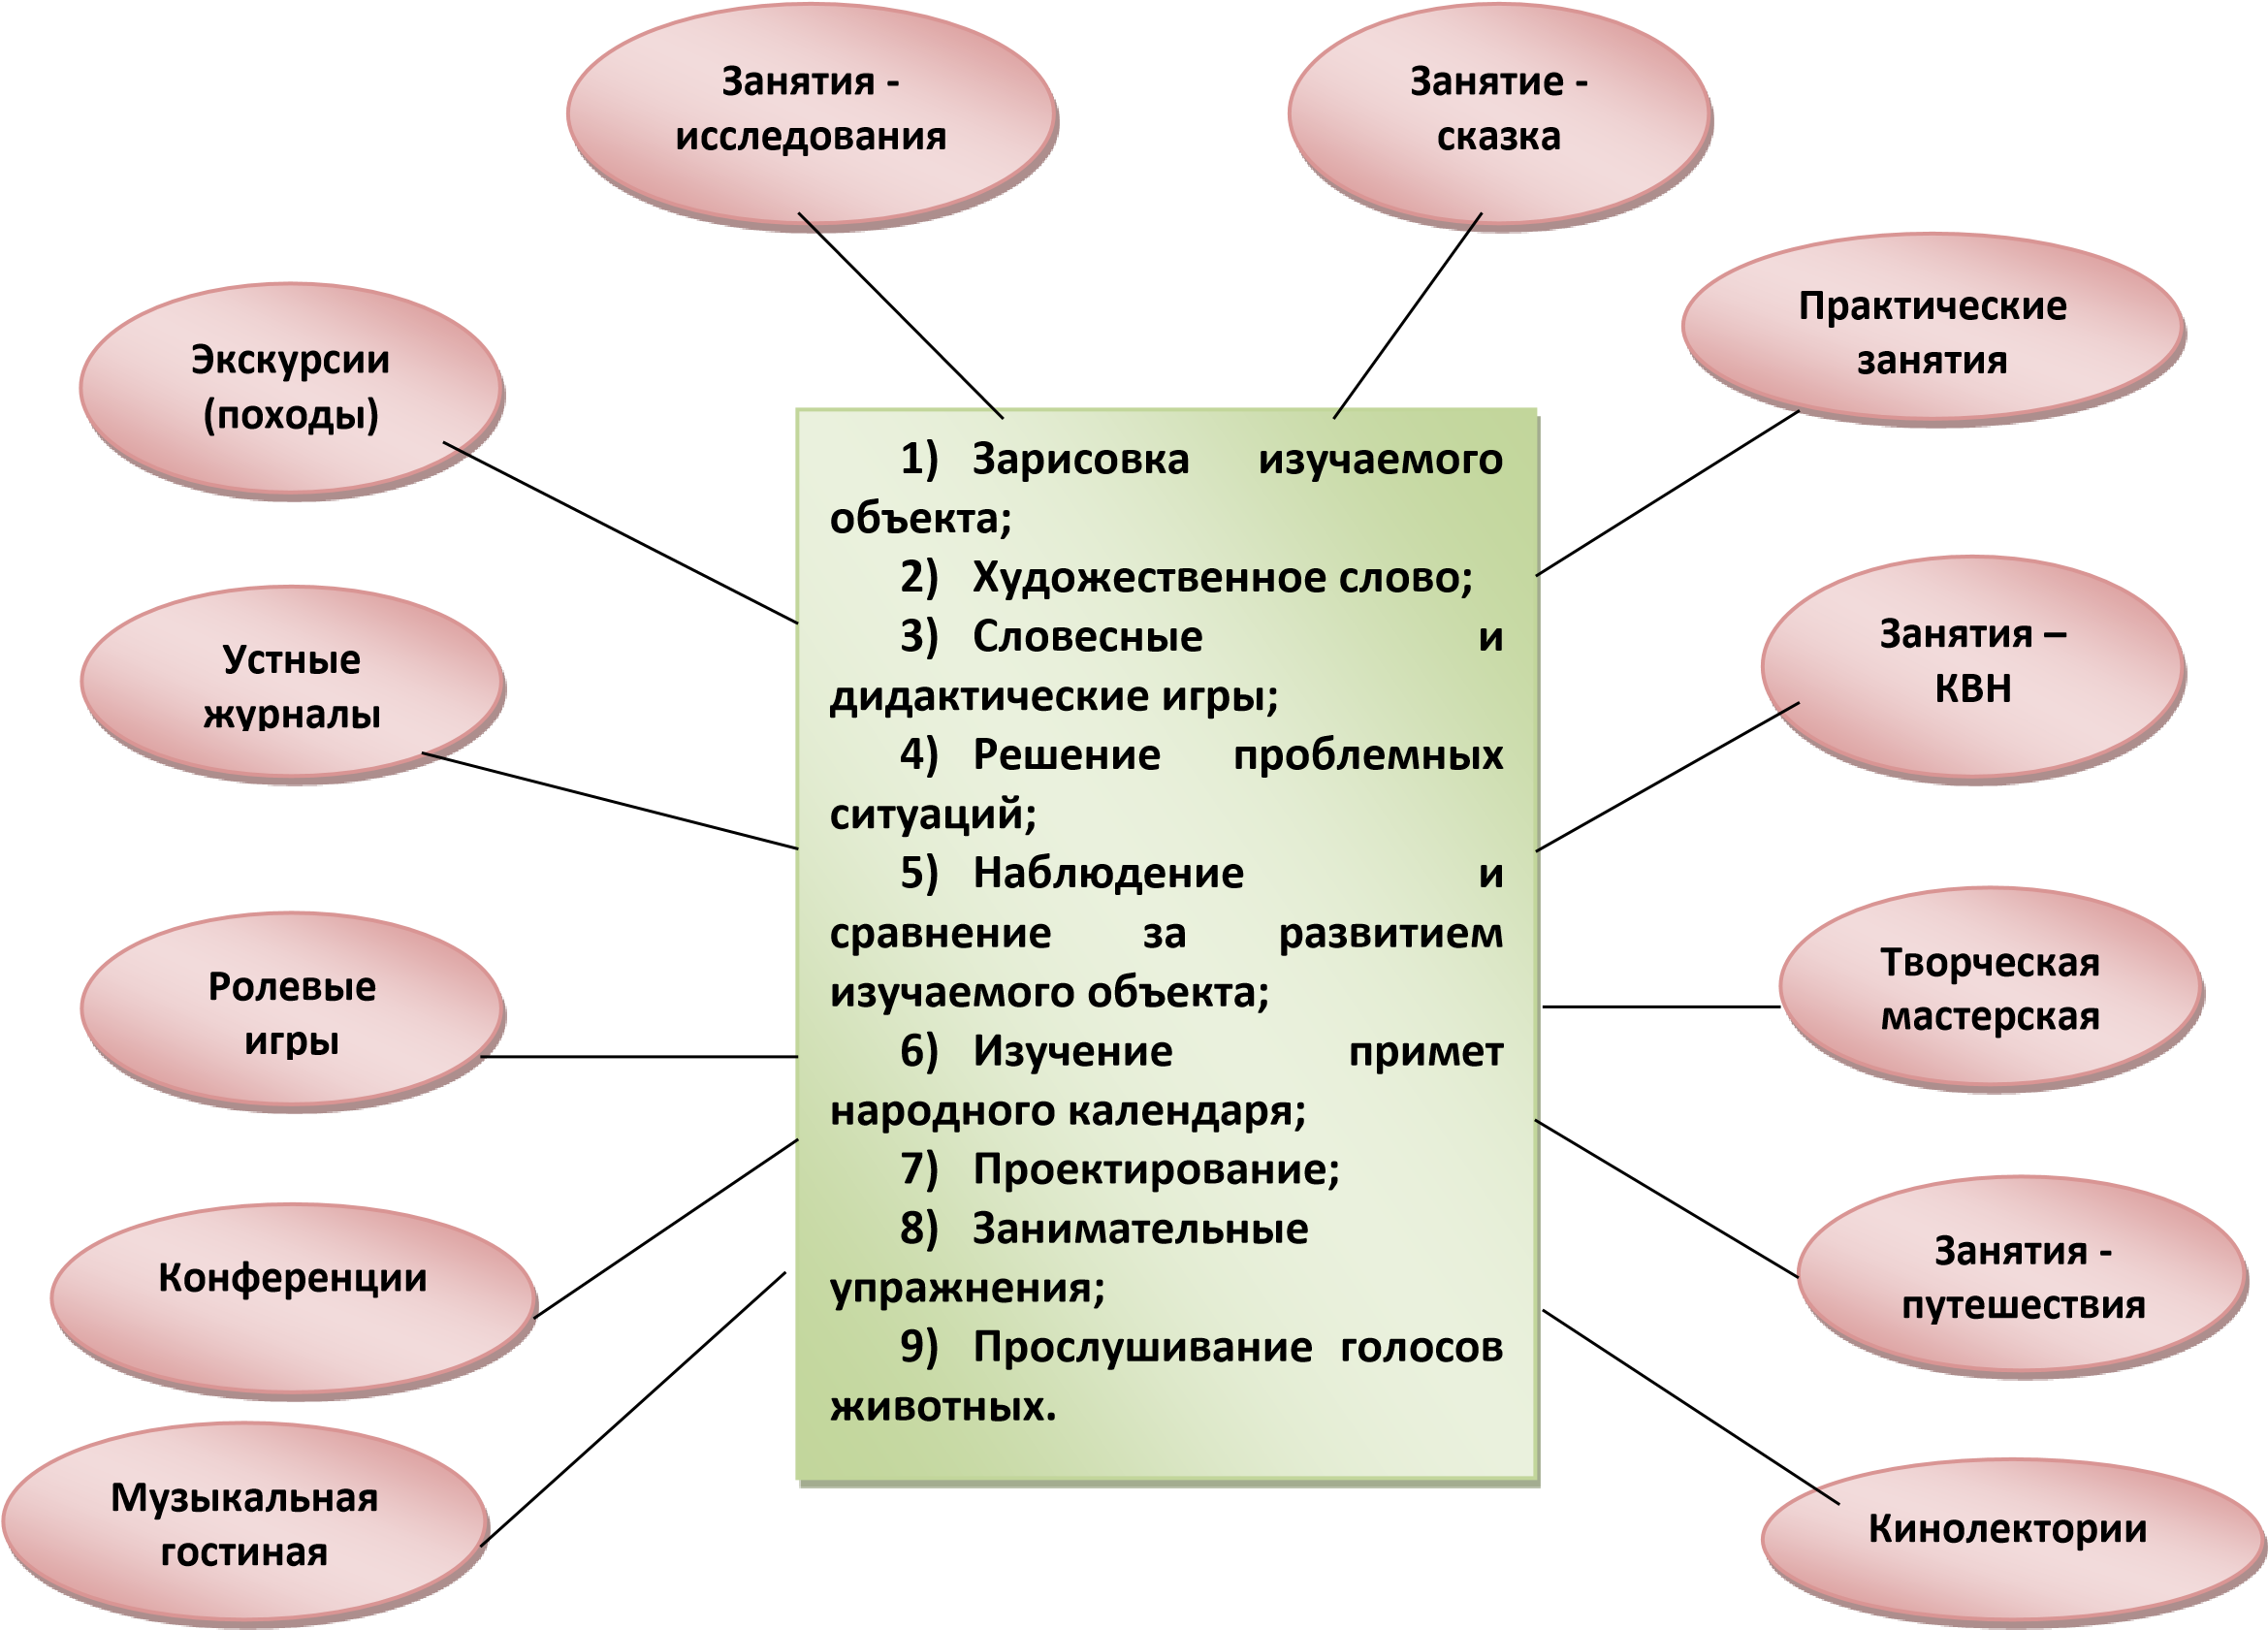 Занятия -
исследования
Занятие -
сказка
Практические
занятия
Экскурсии
(походы)
Устные
журналы
Ролевые
игры
Конференции
Музыкальная
гостиная
1) Зарисовка изучаемого
объекта;
2) Художественное слово;
3) Словесные и
дидактические игры;
4) Решение проблемных
ситуаций;
5) Наблюдение и
сравнение за развитием
изучаемого объекта;
6) Изучение примет
народного календаря;
7) Проектирование;
8) Занимательные
упражнения;
9) Прослушивание голосов
животных.
Занятия –
КВН
Творческая
мастерская
Занятия -
путешествия
Кинолектории